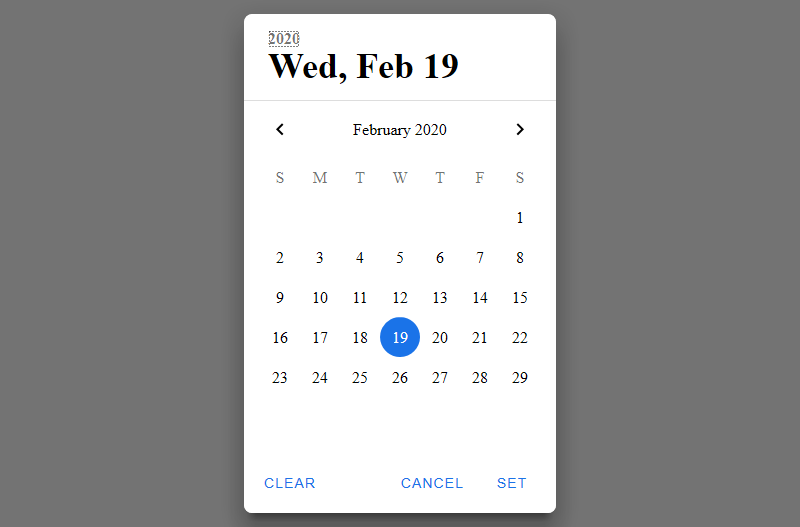 2020
Wed, Feb 19
February 2020
S M T W T F S
1
2 3 4 5 6 7 8
9 10 11 12 13 14 15
16 17 18 19 20 21 22
23 24 25 26 27 28 29
CLEAR CANCEL SET